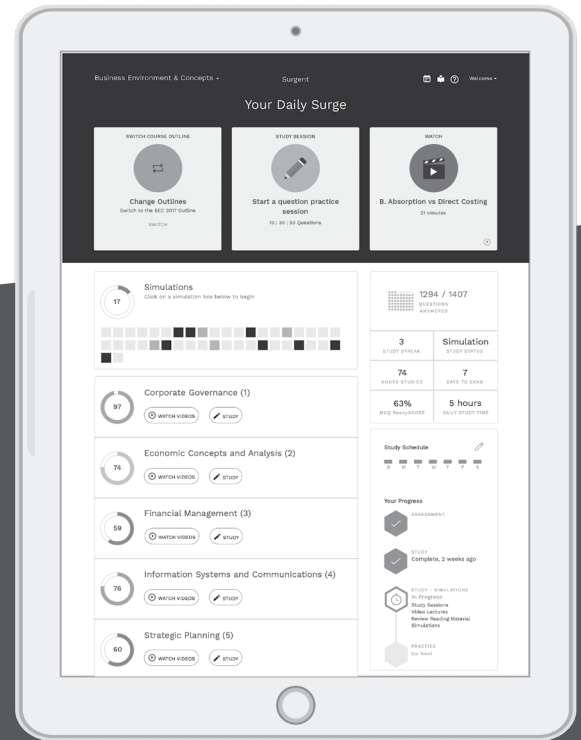 Business Environment & Concepts
Surgent
Welcome
Your Daily Surge
SWITCH COURSE OUTLINE
Change Outlines
Switch to the BEC 2017 Outline
SWITCH
STUDY SESSION
Start a question practice
session
10 | 20 | 30 Questions
WATCH
B. Absorption vs Direct Costing
21 minutes
17
Simulations
Click on a simulation box below to begin
97
Corporate Governance (1)
WATCH VIDEOS
STUDY
74
Economic Concepts and Analysis (2)
WATCH VIDEOS
STUDY
59
Financial Management (3)
WATCH VIDEOS
STUDY
76
Information Systems and Communications (4)
WATCH VIDEOS
STUDY
60
Strategic Planning (5)
WATCH VIDEOS
STUDY
1294 / 1407
QUESTIONS
ANSWERED
3
STUDY STREAK
Simulation
STUDY STATUS
74
HOURS STUDIED
7
DAYS TO EXAM
63%
MCQ ReadySCORE
5 hours
DAILY STUDY TIME
Study Schedule
S M T W T F S
Your Progress
ASSESSMENT
STUDY
Complete, 2 weeks ago
STUDY - SIMULATIONS
In Progress
Study Sessions
Video Lectures
Review Reading Material
Simulations
PRACTICE
Up Next